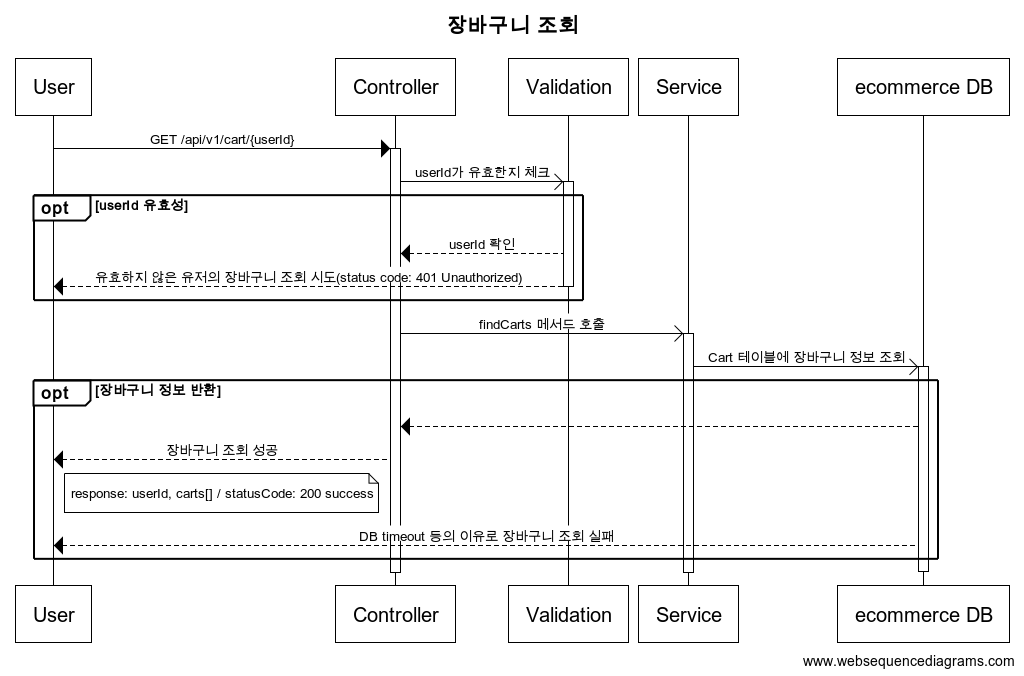 장바구니 조회
User
Controller
Validation
Service
ecommerce DB
GET /api/v1/cart/{userId}
userId가 유효한지 체크
opt
[userId 유효성]
userId 확인
유효하지 않은 유저의 장바구니 조회 시도(status code: 401 Unauthorized)
findCarts 메서드 호출
Cart 테이블에 장바구니 정보 조회
opt
[장바구니 정보 반환]
장바구니 조회 성공
response: userId, carts[] / statusCode: 200 success
DB timeout 등의 이유로 장바구니 조회 실패
User
Controller
Validation
Service
ecommerce DB
www.websequencediagrams.com